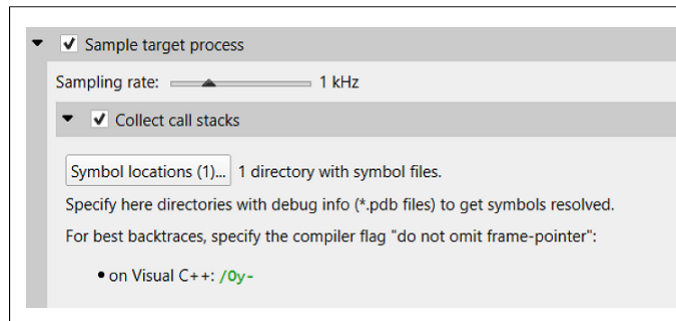 Sample target process
Sampling rate: 1 kHz
Collect call stacks
Symbol locations (1)... 1 directory with symbol files.
Specify here directories with debug info (*.pdb files) to get symbols resolved.
For best backtraces, specify the compiler flag "do not omit frame-pointer":
• on Visual C++: /Oy-